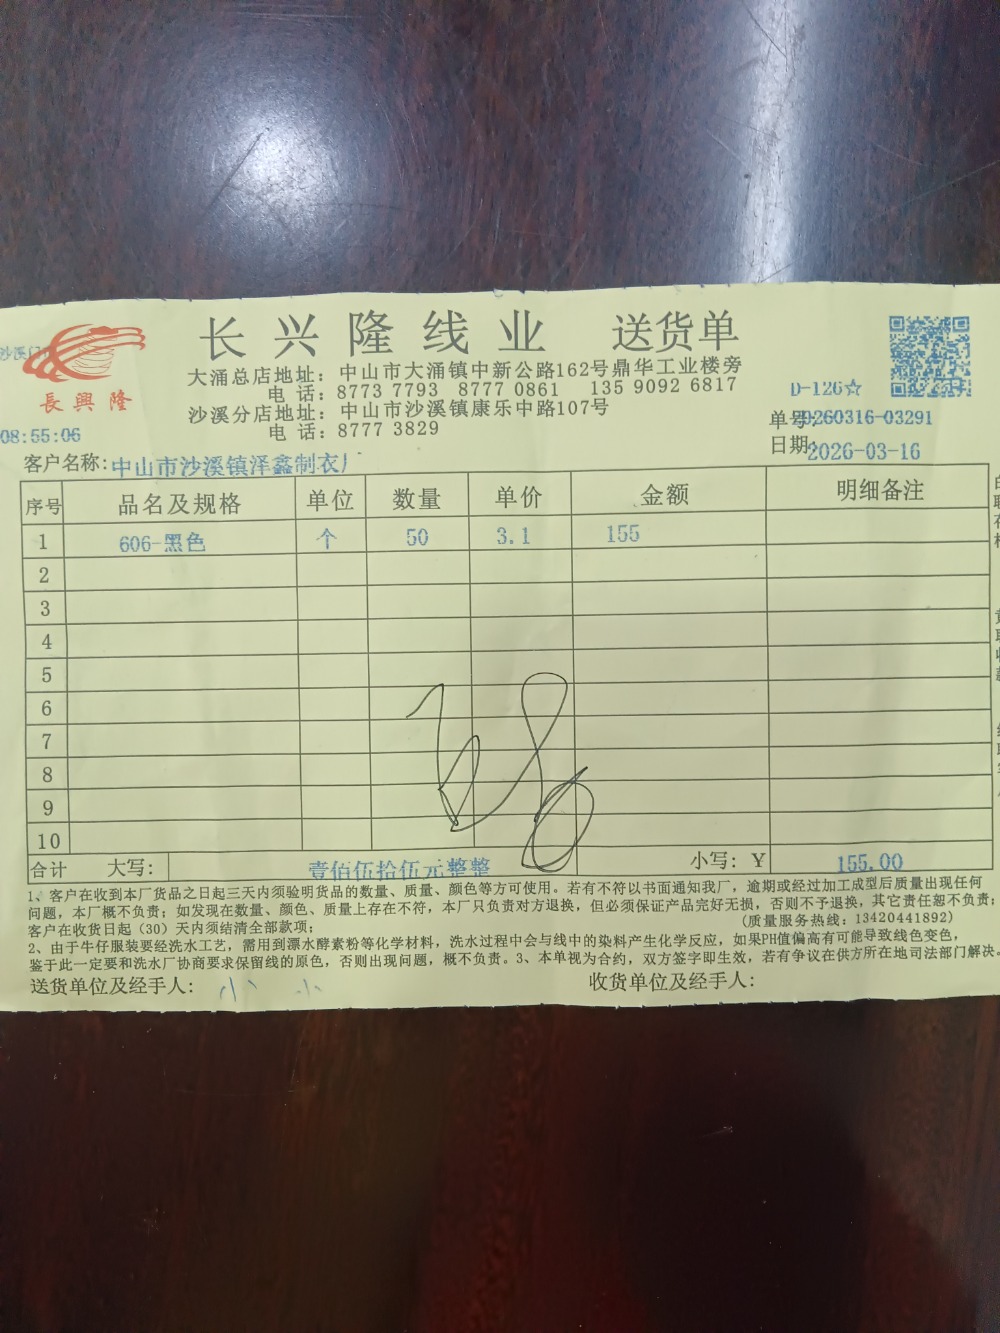 长兴隆线业 送货单
長興隆
大涌总店地址：中山市大涌镇中新公路162号鼎华工业楼旁
电 话：8773 7793 8777 0861 135 9092 6817
沙溪分店地址：中山市沙溪镇康乐中路107号
电 话：8777 3829
D-126☆
08:55:06
单号：20260316-03291
日期：2026-03-16
客户名称：中山市沙溪镇泽鑫制衣厂
序号 品名及规格 单位 数量 单价 金额 明细备注
1 606-黑色 个 50 3.1 155
2
3
4
5
6
7
8
9
10
合计 大写： 壹佰伍拾伍元整整 小写：￥ 155.00
1、客户在收到本厂货品之日起三天内须验明货品的数量、质量、颜色等方可使用。若有不符以书面通知我厂，逾期或经过加工成型后质量出现任何
问题，本厂概不负责；如发现在数量、颜色、质量上存在不符，本厂只负责对方退换，但必须保证产品完好无损，否则不予退换，其它责任恕不负责；
客户在收货日起（30）天内须结清全部款项； （质量服务热线：13420441892）
2、由于牛仔服装要经洗水工艺，需用到漂水酵素粉等化学材料，洗水过程中会与线中的染料产生化学反应，如果PH值偏高有可能导致线色变色，
鉴于此一定要和洗水厂协商要求保留线的原色，否则出现问题，概不负责。3、本单视为合约，双方签字即生效，若有争议在供方所在地司法部门解决。
送货单位及经手人： 收货单位及经手人：